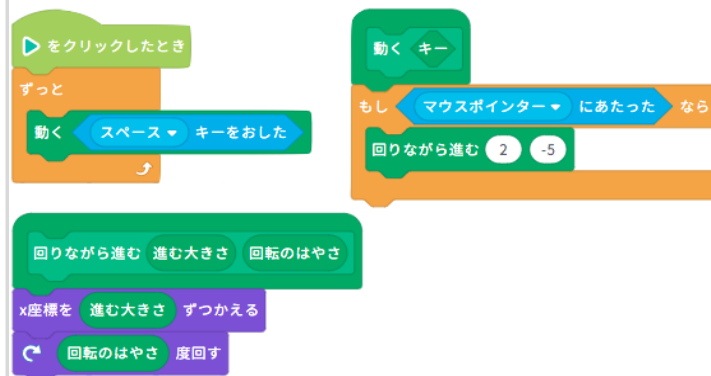 をクリックしたとき
ずっと
動く スペース キーをおした
動く キー
もし マウスポインター にあたった なら
回りながら進む 2 -5
回りながら進む 進む大きさ 回転のはやさ
x座標を 進む大きさ ずつかえる
回転のはやさ 度回す